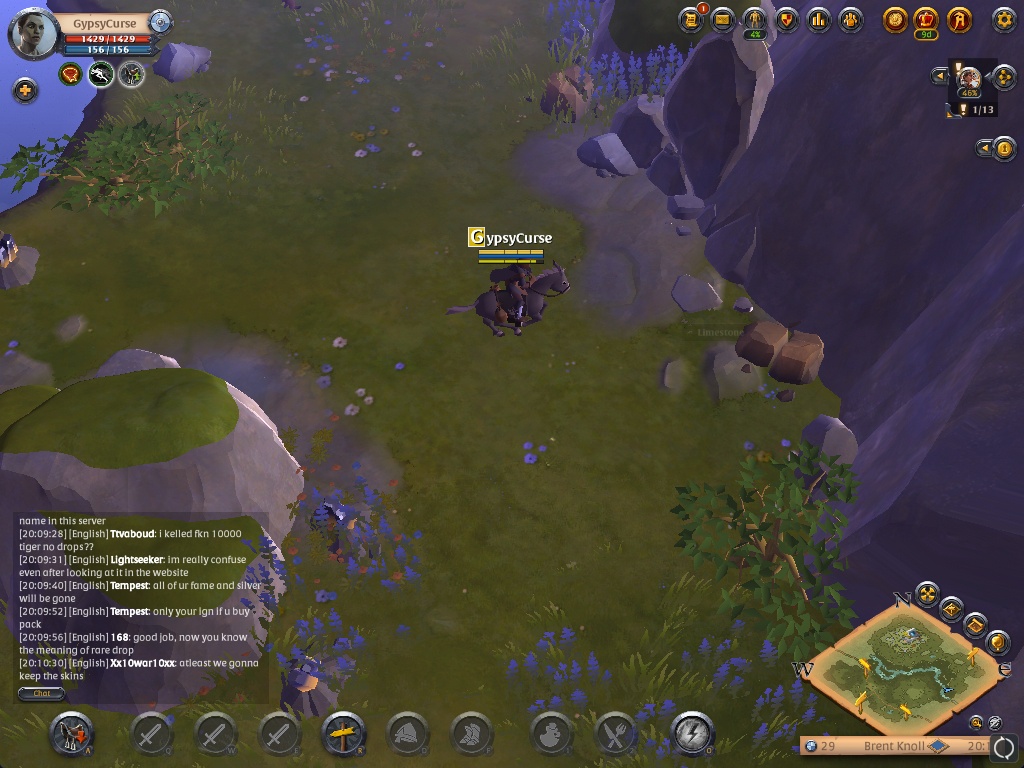 GypsyCurse
1429 / 1429
156 / 156
1
4%
9d
46%
1/13
1
GypsyCurse
Limestone
name in this server
[20:09:28] [English] Ttvaboud: i kelled fkn 10000
tiger no drops??
[20:09:31] [English] Lightseeker: im really confuse
even after looking at it in the website
[20:09:40] [English] Tempest: all of ur fame and silver
will be gone
[20:09:52] [English] Tempest: only your ign if u buy
pack
[20:09:56] [English] 168: good job, now you know
the meaning of rare drop
[20:10:30] [English] Xx10war10xx: atleast we gonna
keep the skins
Chat
A
W
R
N
W
E
29
Brent Knoll